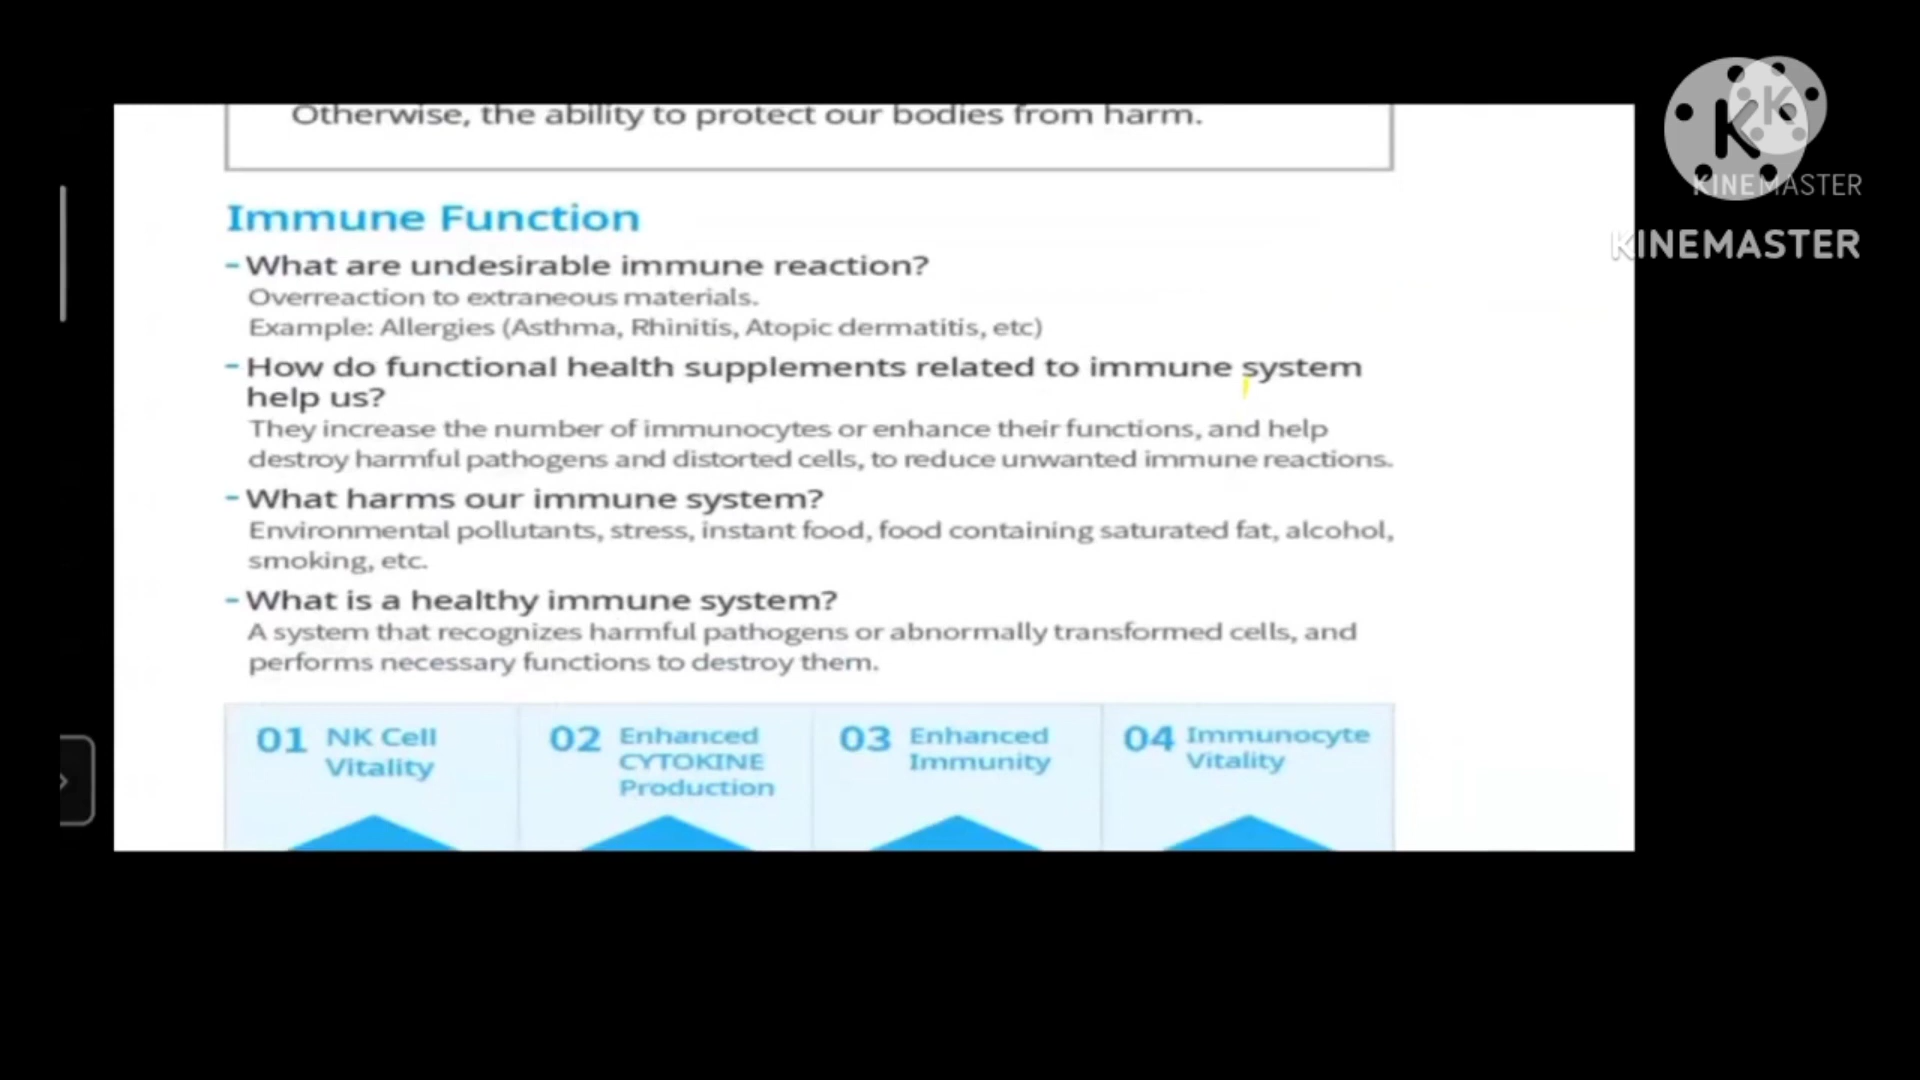 Otherwise, the ability to protect our bodies from harm.
Immune Function
- What are undesirable immune reaction?
Overreaction to extraneous materials.
Example: Allergies (Asthma, Rhinitis, Atopic dermatitis, etc)
- How do functional health supplements related to immune system
help us?
They increase the number of immunocytes or enhance their functions, and help
destroy harmful pathogens and distorted cells, to reduce unwanted immune reactions.
- What harms our immune system?
Environmental pollutants, stress, instant food, food containing saturated fat, alcohol,
smoking, etc.
- What is a healthy immune system?
A system that recognizes harmful pathogens or abnormally transformed cells, and
performs necessary functions to destroy them.
01 NK Cell
Vitality
02 Enhanced
CYTOKINE
Production
03 Enhanced
Immunity
04 Immunocyte
Vitality
K
K
KINEMASTER
KINEMASTER